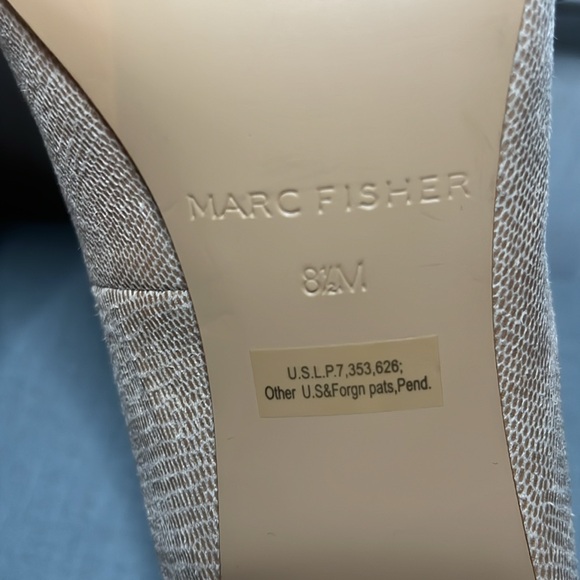 MARC FISHER
8½M
U.S.L.P.7,353,626;
Other U.S&Forgn pats,Pend.